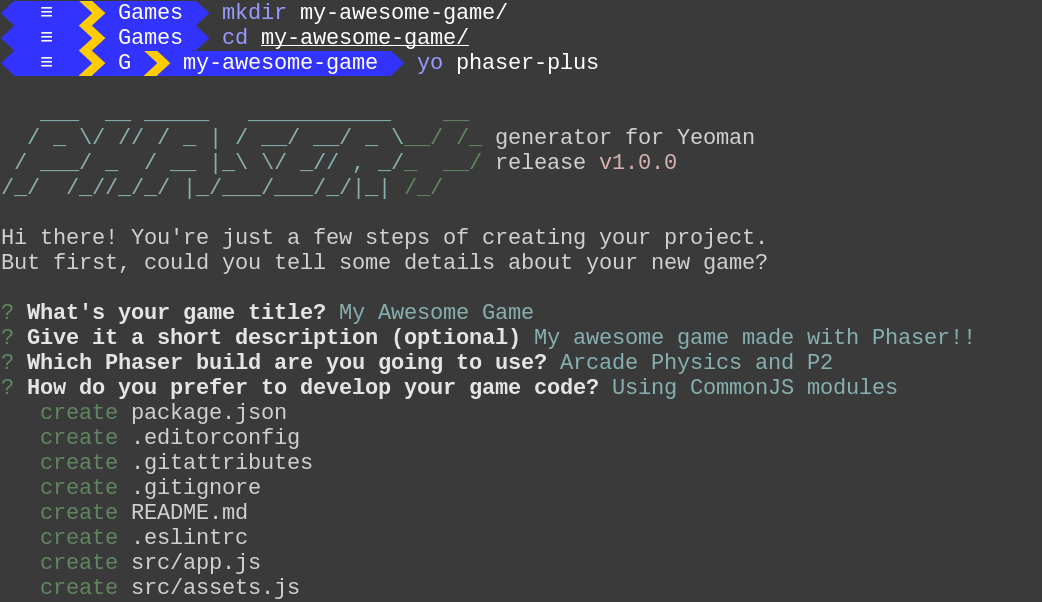 ≡ Games mkdir my-awesome-game/
≡ Games cd my-awesome-game/
≡ G my-awesome-game yo phaser-plus
   ___  __ _____   ___________    __
  / _ \/ // / _ | / __/ __/ _ \__/ /_ generator for Yeoman
 / ___/ _  / __ |_\ \/ _// , _/_  __/ release v1.0.0
/_/  /_//_/_/ |_/___/___/_/|_| /_/
Hi there! You're just a few steps of creating your project.
But first, could you tell some details about your new game?
? What's your game title? My Awesome Game
? Give it a short description (optional) My awesome game made with Phaser!!
? Which Phaser build are you going to use? Arcade Physics and P2
? How do you prefer to develop your game code? Using CommonJS modules
   create package.json
   create .editorconfig
   create .gitattributes
   create .gitignore
   create README.md
   create .eslintrc
   create src/app.js
   create src/assets.js